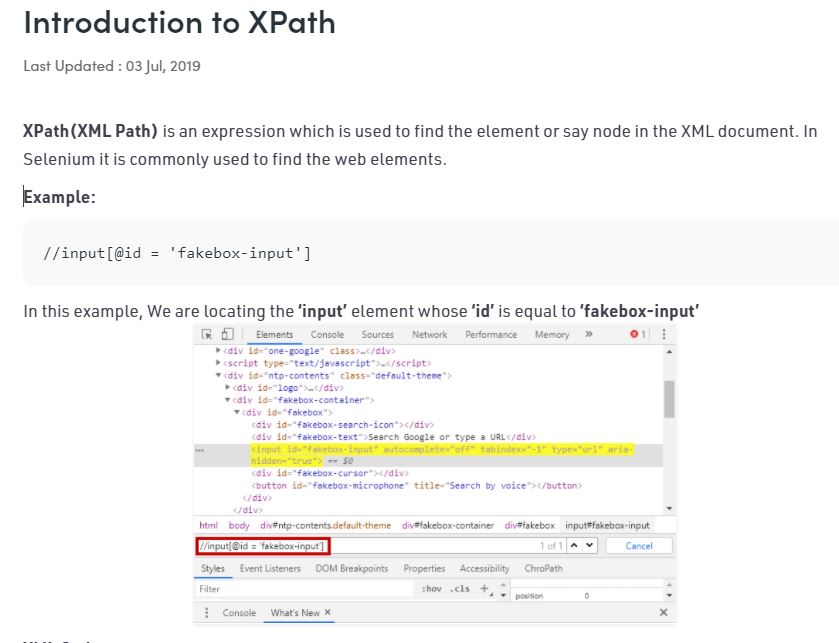 Introduction to XPath
Last Updated : 03 Jul, 2019
XPath(XML Path) is an expression which is used to find the element or say node in the XML document. In
Selenium it is commonly used to find the web elements.
Example:
//input[@id = 'fakebox-input']
In this example, We are locating the ‘input’ element whose ‘id’ is equal to ‘fakebox-input’
Elements Console Sources Network Performance Memory » 1
<div id="one-google" class>…</div>
<script type="text/javascript">…</script>
<div id="ntp-contents" class="default-theme">
<div id="logo">…</div>
<div id="fakebox-container">
<div id="fakebox">
<div id="fakebox-search-icon"></div>
<div id="fakebox-text">Search Google or type a URL</div>
<input id="fakebox-input" autocomplete="off" tabindex="-1" type="url" aria-
hidden="true"> == $0
<div id="fakebox-cursor"></div>
<button id="fakebox-microphone" title="Search by voice"></button>
</div>
</div>
html body div#ntp-contents.default-theme div#fakebox-container div#fakebox input#fakebox-input
//input[@id = 'fakebox-input'] 1 of 1 Cancel
Styles Event Listeners DOM Breakpoints Properties Accessibility ChroPath
Filter :hov .cls + position 0
Console What's New ×